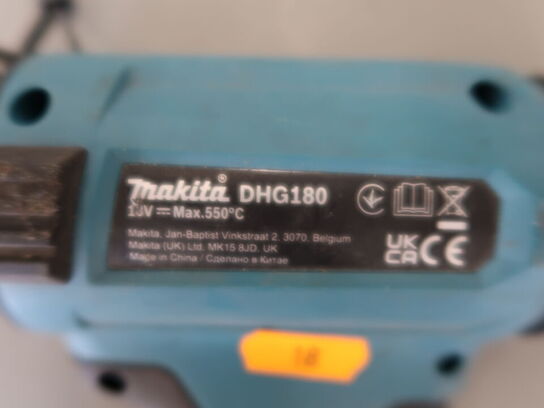 makita® DHG180
18V ⎓ Max.550°C
Makita, Jan-Baptist Vinkstraat 2, 3070, Belgium
Makita (UK) Ltd. MK15 8JD, UK
Made in China / Сделано в Китае
UK
CA CE
18